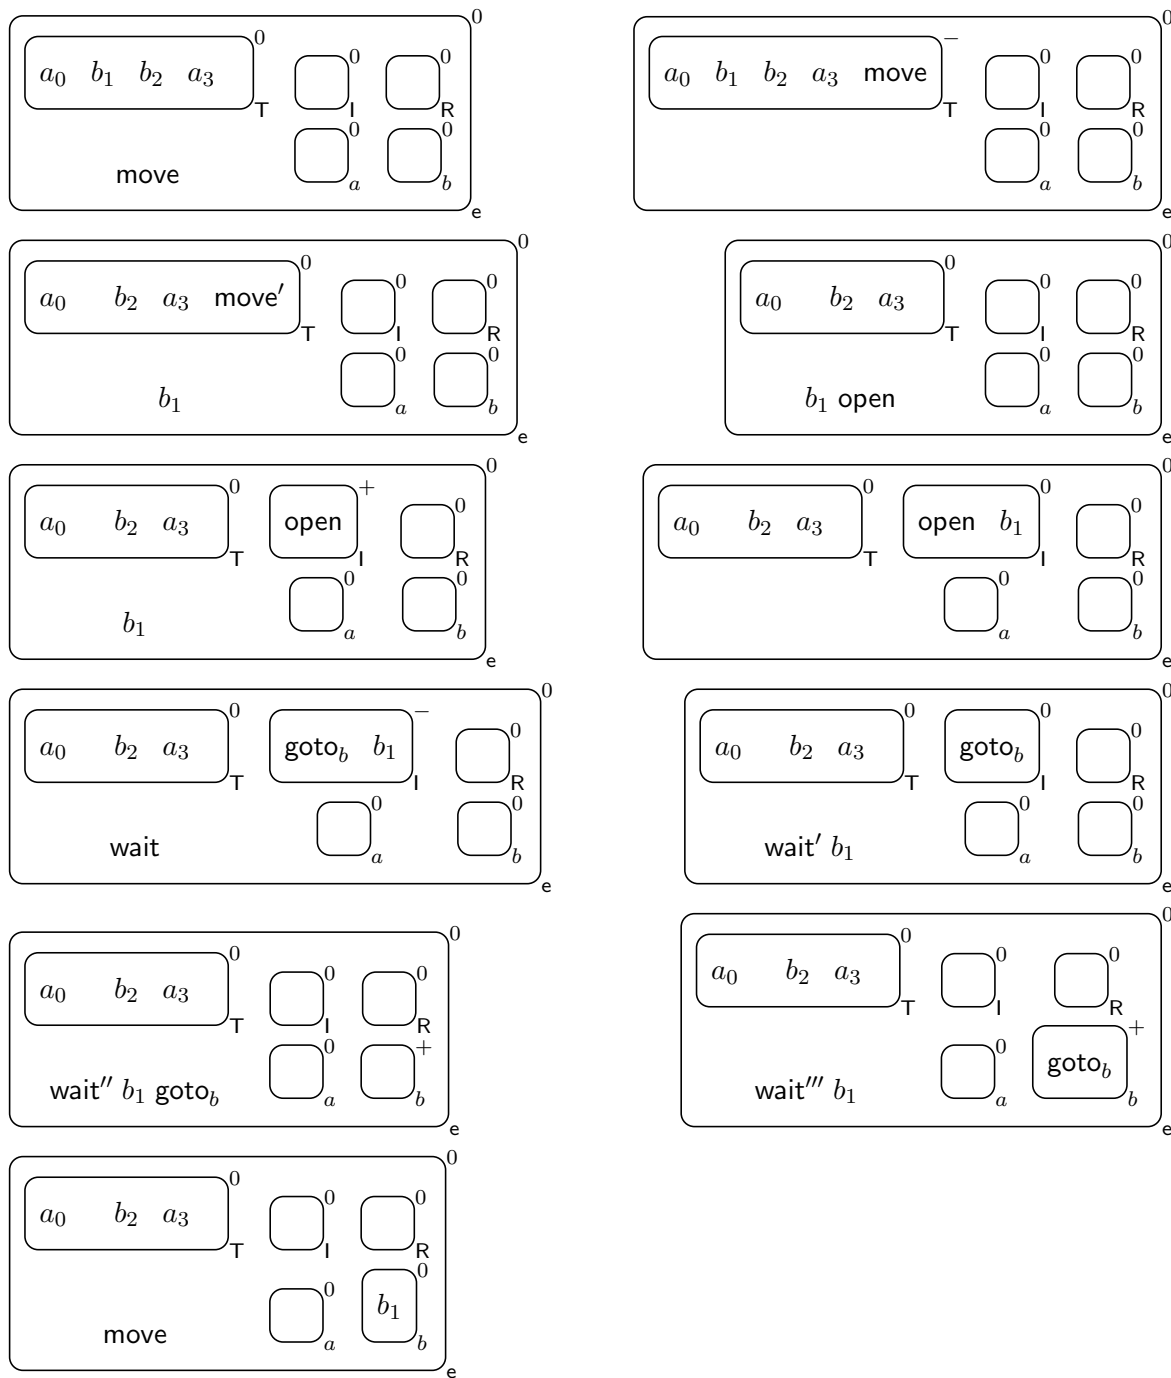 0
0 0 0
a₀ b₁ b₂ a₃
T I R
0 0
move a b
e
0
− 0 0
a₀ b₁ b₂ a₃ move
T I R
0 0
a b
e
0
0 0 0
a₀ b₂ a₃ move′
T I R
0 0
b₁ a b
e
0
0 0 0
a₀ b₂ a₃
T I R
0 0
b₁ open a b
e
0
0 + 0
a₀ b₂ a₃ open
T I R
0 0
b₁ a b
e
0
0 0 0
a₀ b₂ a₃ open b₁
T I R
0 0
a b
e
0
0 − 0
a₀ b₂ a₃ goto_b b₁
T I R
0 0
wait a b
e
0
0 0 0
a₀ b₂ a₃ goto_b
T I R
0 0
wait′ b₁ a b
e
0
0 0 0
a₀ b₂ a₃
T I R
0 +
wait″ b₁ goto_b a b
e
0
0 0 0
a₀ b₂ a₃
T I R
0 +
wait‴ b₁ goto_b
a b
e
0
0 0 0
a₀ b₂ a₃
T I R
0 0
b₁
move a b
e